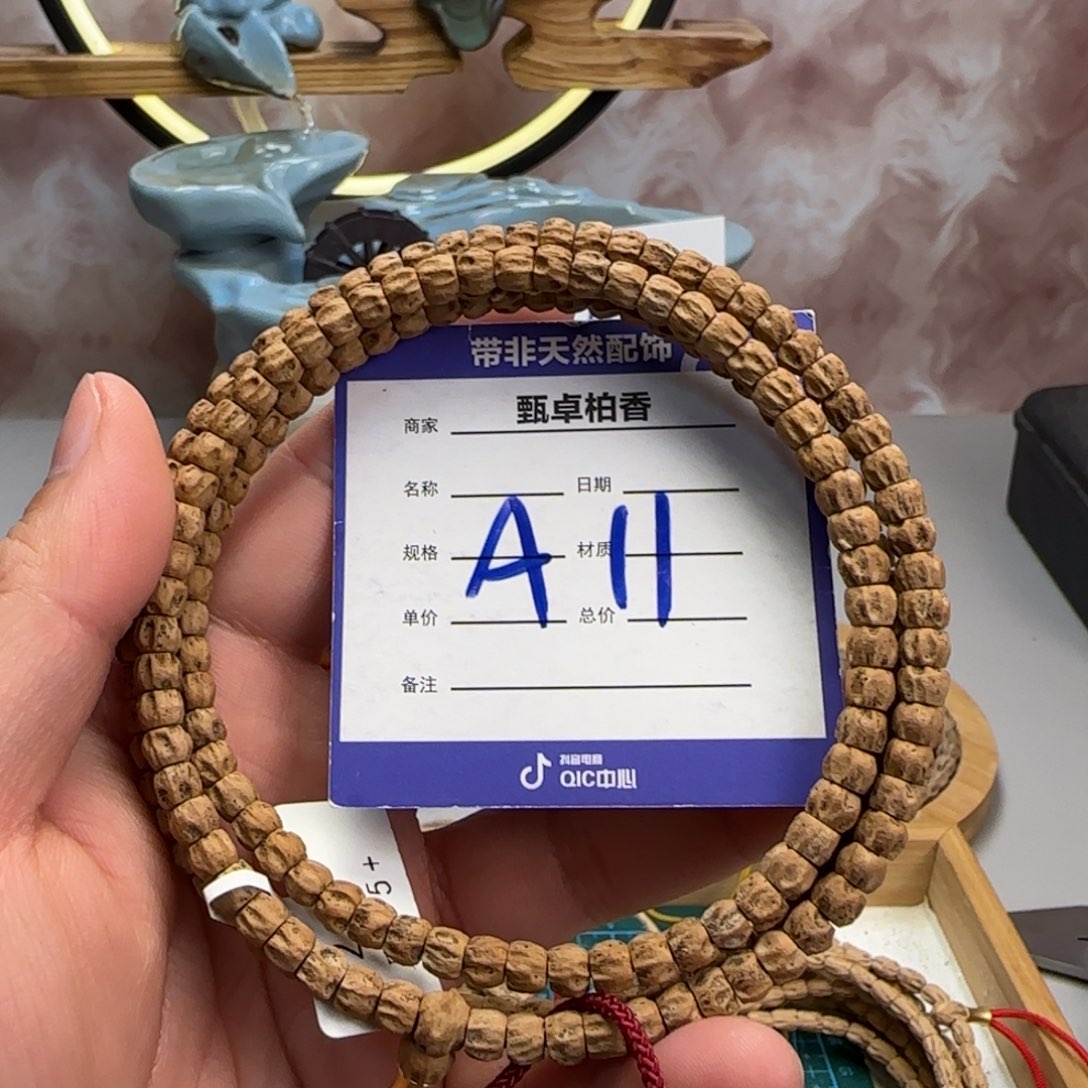 带非天然配饰
商家 甄卓柏香
名称 日期
规格 材质
单价 总价
A11
备注
抖音电商
QIC中心
5+